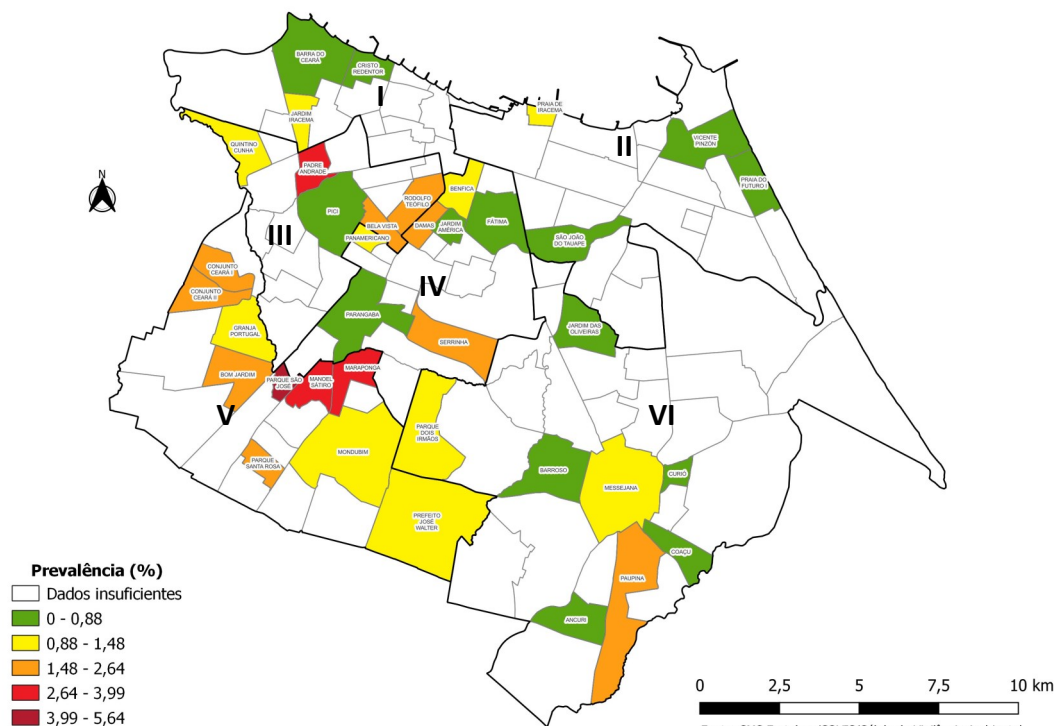 BARRA DO
CEARÁ
CRISTO
REDENTOR
I
JARDIM
IRACEMA
PRAIA DE
IRACEMA
II
VICENTE
PINZÓN
QUINTINO
CUNHA
PADRE
ANDRADE
PRAIA DO
FUTURO I
N
BENFICA
RODOLFO
TEÓFILO
PICI
BELA VISTA
DAMAS
JARDIM
AMÉRICA
FÁTIMA
PANAMERICANO
SÃO JOÃO
DO TAUAPE
III
CONJUNTO
CEARÁ I
IV
CONJUNTO
CEARÁ II
PARANGABA
JARDIM DAS
OLIVEIRAS
GRANJA
PORTUGAL
SERRINHA
MARAPONGA
BOM JARDIM
PARQUE SÃO
JOSÉ
MANOEL
SÁTIRO
V
VI
PARQUE
DOIS
IRMÃOS
MONDUBIM
PARQUE
SANTA ROSA
BARROSO
CURIÓ
MESSEJANA
PREFEITO
JOSÉ
WALTER
COAÇU
PAUPINA
ANCURI
Prevalência (%)
Dados insuficientes
0 - 0,88
0,88 - 1,48
1,48 - 2,64
2,64 - 3,99
3,99 - 5,64
0 2,5 5 7,5 10 km